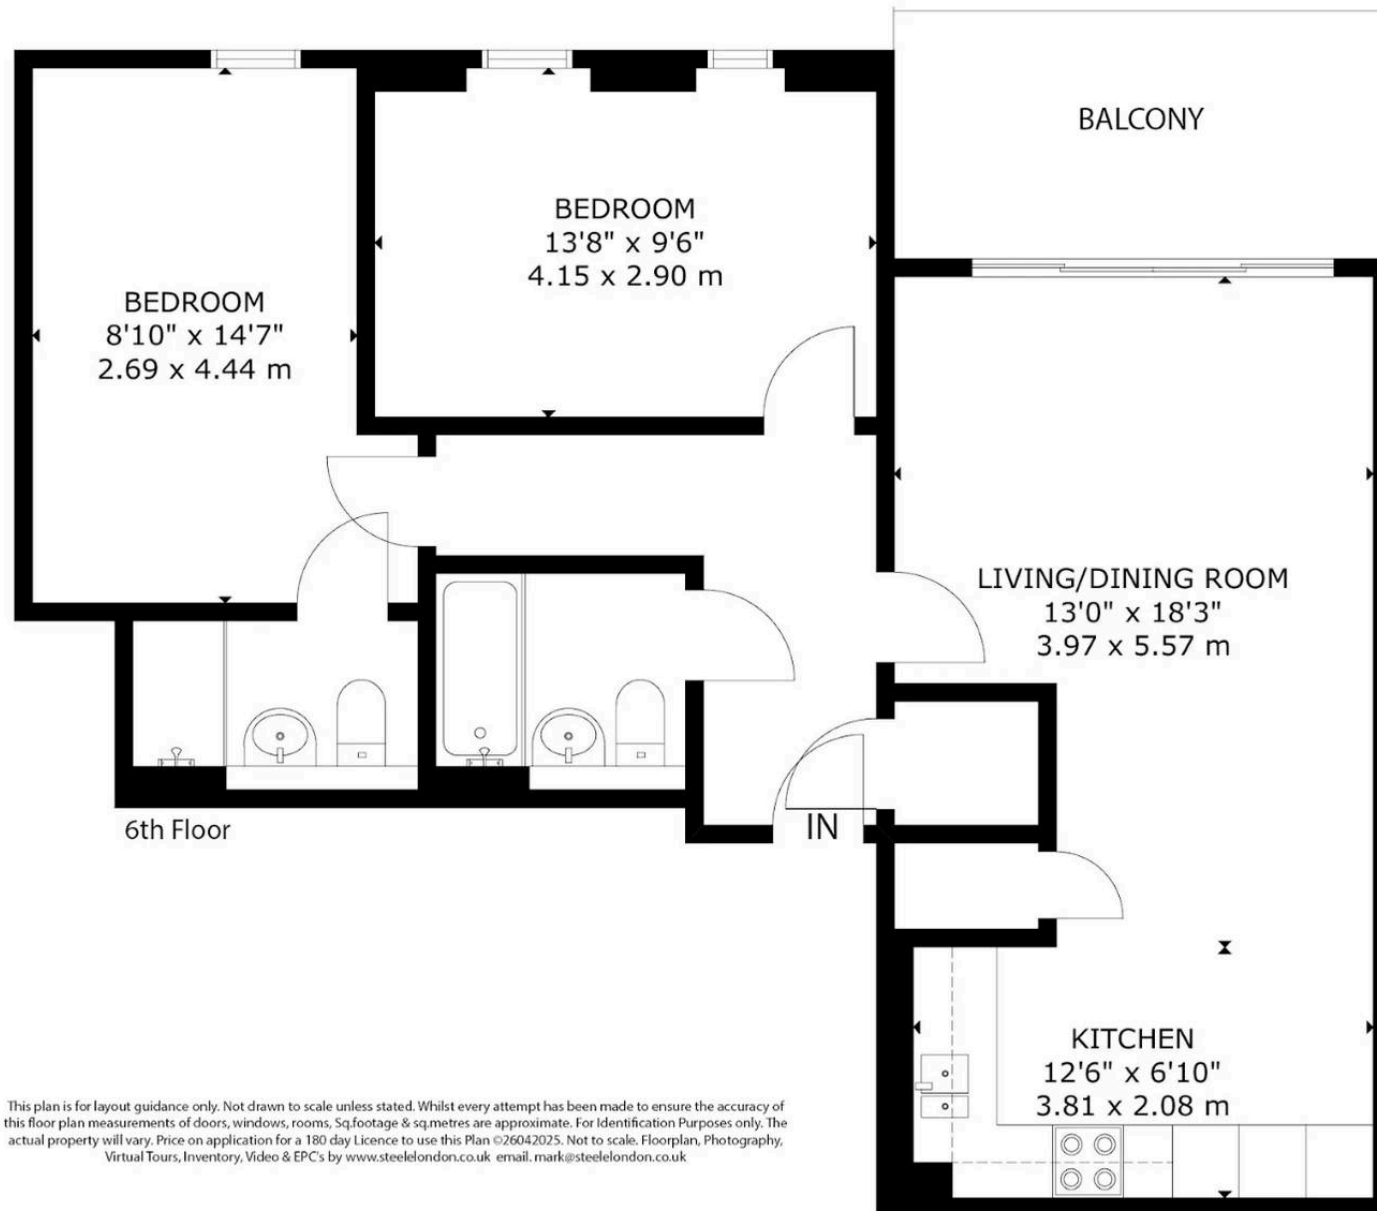 BALCONY
BEDROOM
13'8" x 9'6"
4.15 x 2.90 m
BEDROOM
8'10" x 14'7"
2.69 x 4.44 m
LIVING/DINING ROOM
13'0" x 18'3"
3.97 x 5.57 m
6th Floor
IN
KITCHEN
12'6" x 6'10"
3.81 x 2.08 m
This plan is for layout guidance only. Not drawn to scale unless stated. Whilst every attempt has been made to ensure the accuracy of
this floor plan measurements of doors, windows, rooms, Sq.footage & sq.metres are approximate. For Identification Purposes only. The
actual property will vary. Price on application for a 180 day Licence to use this Plan ©26042025. Not to scale. Floorplan, Photography,
Virtual Tours, Inventory, Video & EPC's by www.steelelondon.co.uk email. mark@steelelondon.co.uk